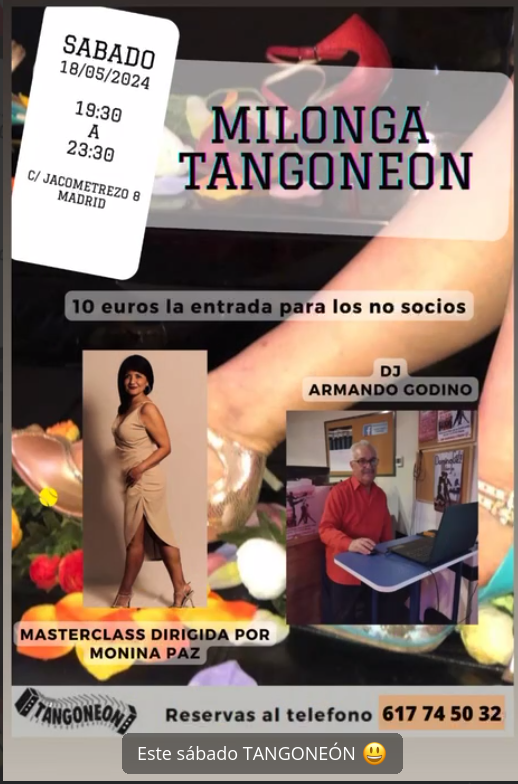 SABADO
18/05/2024
19:30
A
23:30
C/ JACOMETREZO 8
MADRID
MILONGA
TANGONEON
10 euros la entrada para los no socios
DJ
ARMANDO GODINO
MASTERCLASS DIRIGIDA POR
MONINA PAZ
TANGONEON
Reservas al telefono 617 74 50 32
Este sábado TANGONEÓN 😃